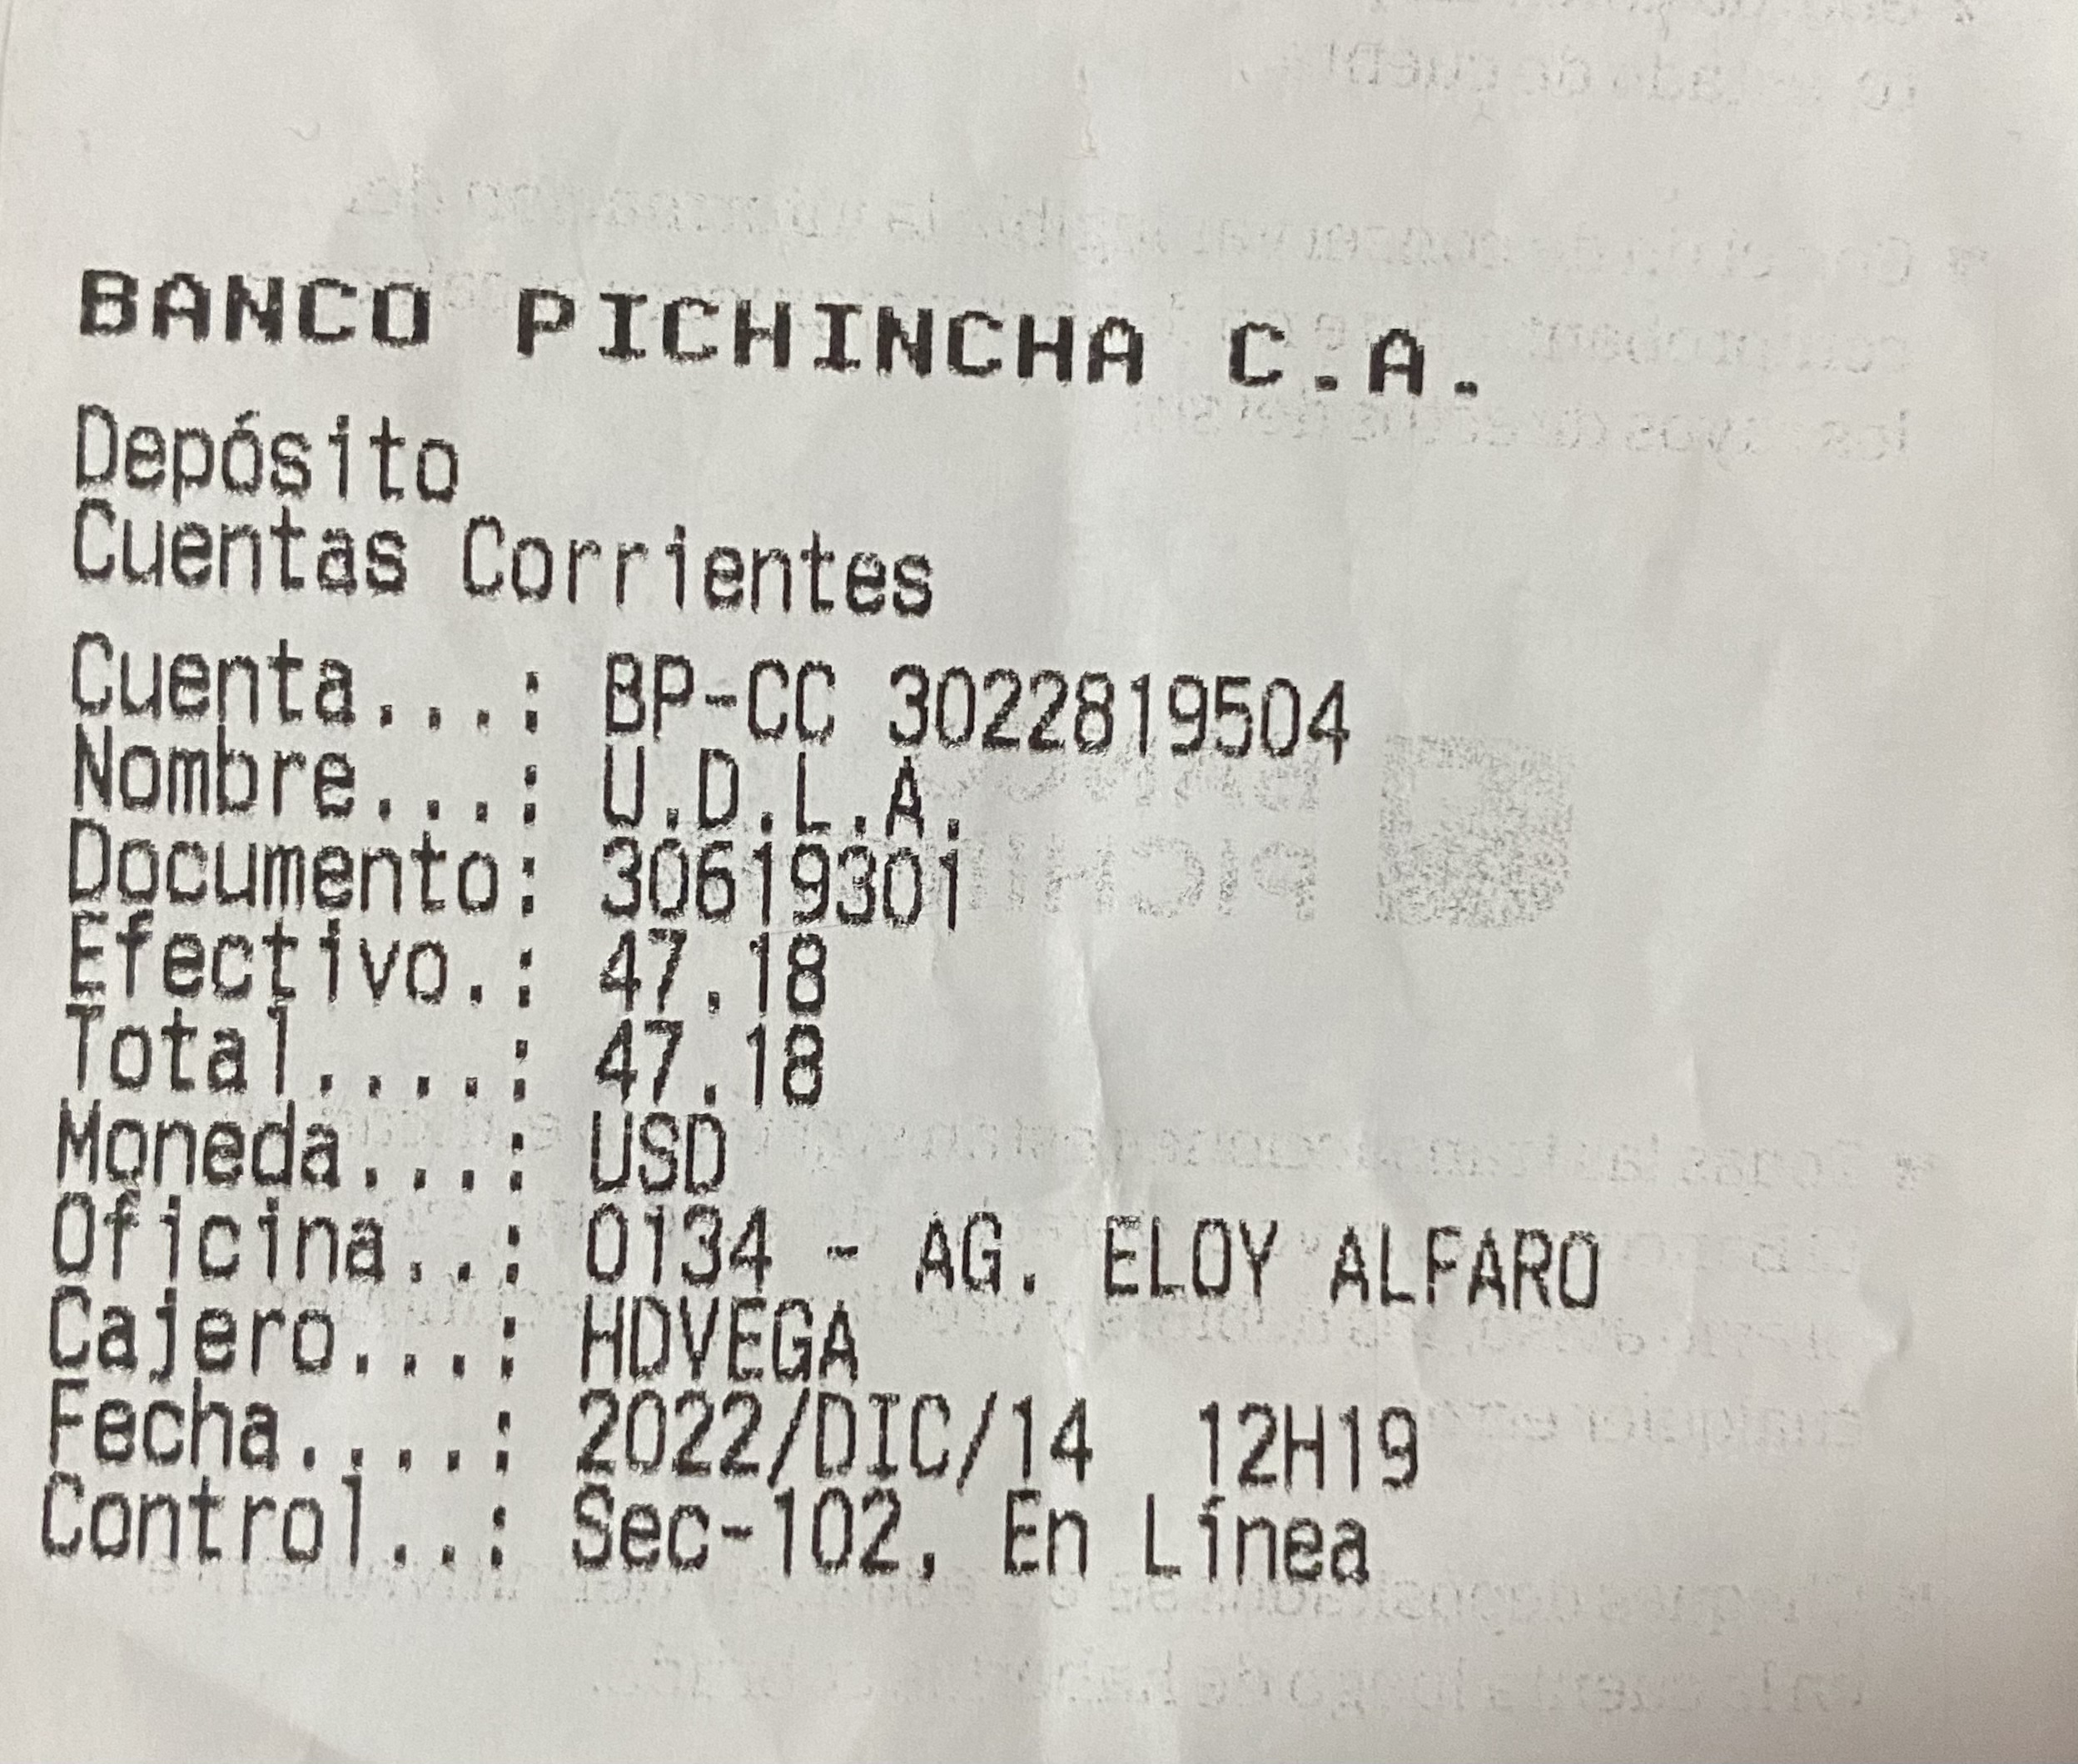 BANCO PICHINCHA C.A.
Depósito
Cuentas Corrientes
Cuenta...: BP-CC 3022819504
Nombre...: U.D.L.A.
Documento: 30619301
Efectivo.: 47.18
Total....: 47.18
Moneda...: USD
Oficina..: 0134 - AG. ELOY ALFARO
Cajero...: HDVEGA
Fecha....: 2022/DIC/14 12H19
Control..: Sec-102, En Línea